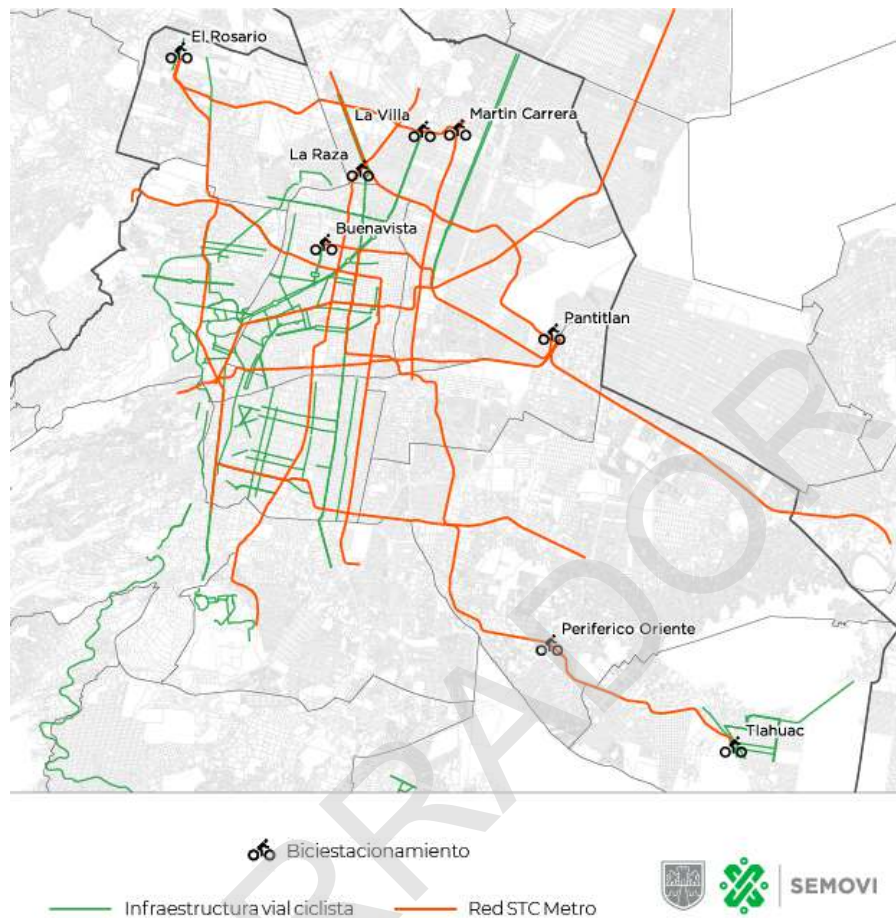 El Rosario
La Villa
Martin Carrera
La Raza
Buenavista
Pantitlan
Periferico Oriente
Tlahuac
BORRADOR
Biciestacionamiento
Infraestructura vial ciclista
Red STC Metro
SEMOVI